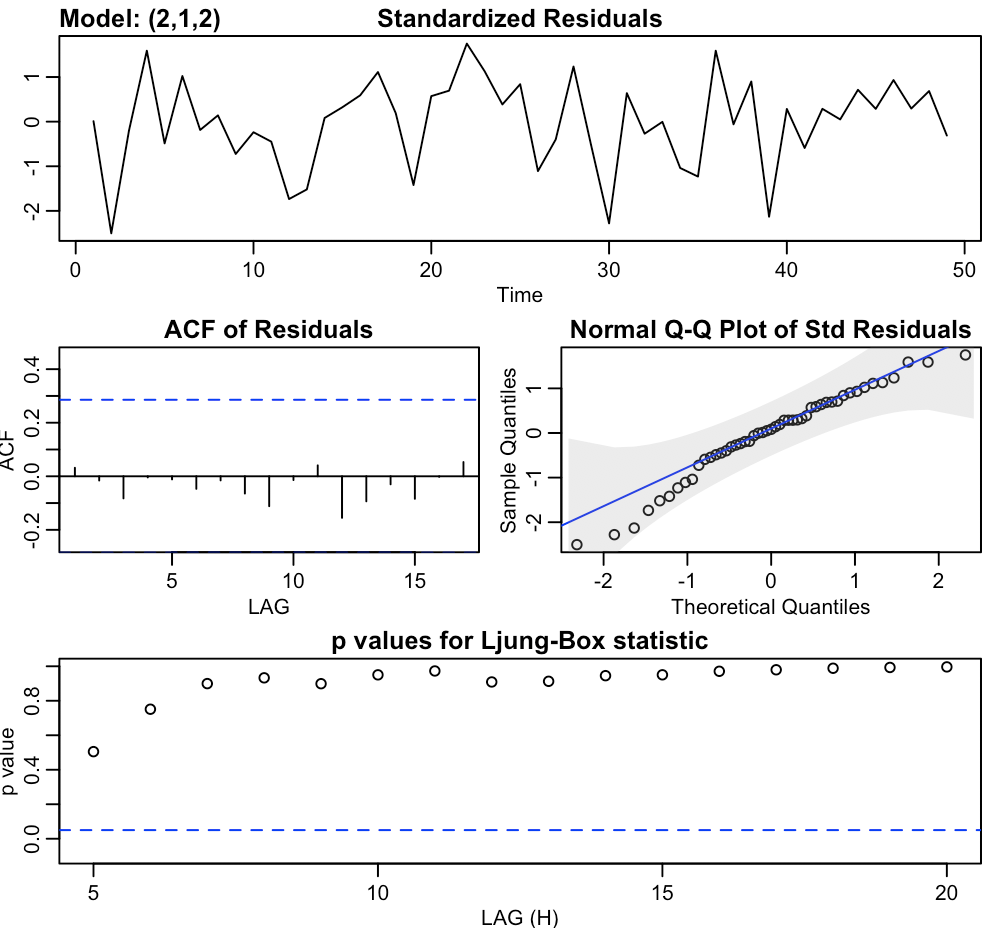 Model: (2,1,2) Standardized Residuals
1
0
-1
-2
0 10 20 30 40 50
Time
ACF of Residuals
ACF
0.4
0.2
0.0
-0.2
5 10 15
LAG
Normal Q-Q Plot of Std Residuals
Sample Quantiles
1
0
-1
-2
-2 -1 0 1 2
Theoretical Quantiles
p values for Ljung-Box statistic
p value
0.8
0.4
0.0
5 10 15 20
LAG (H)